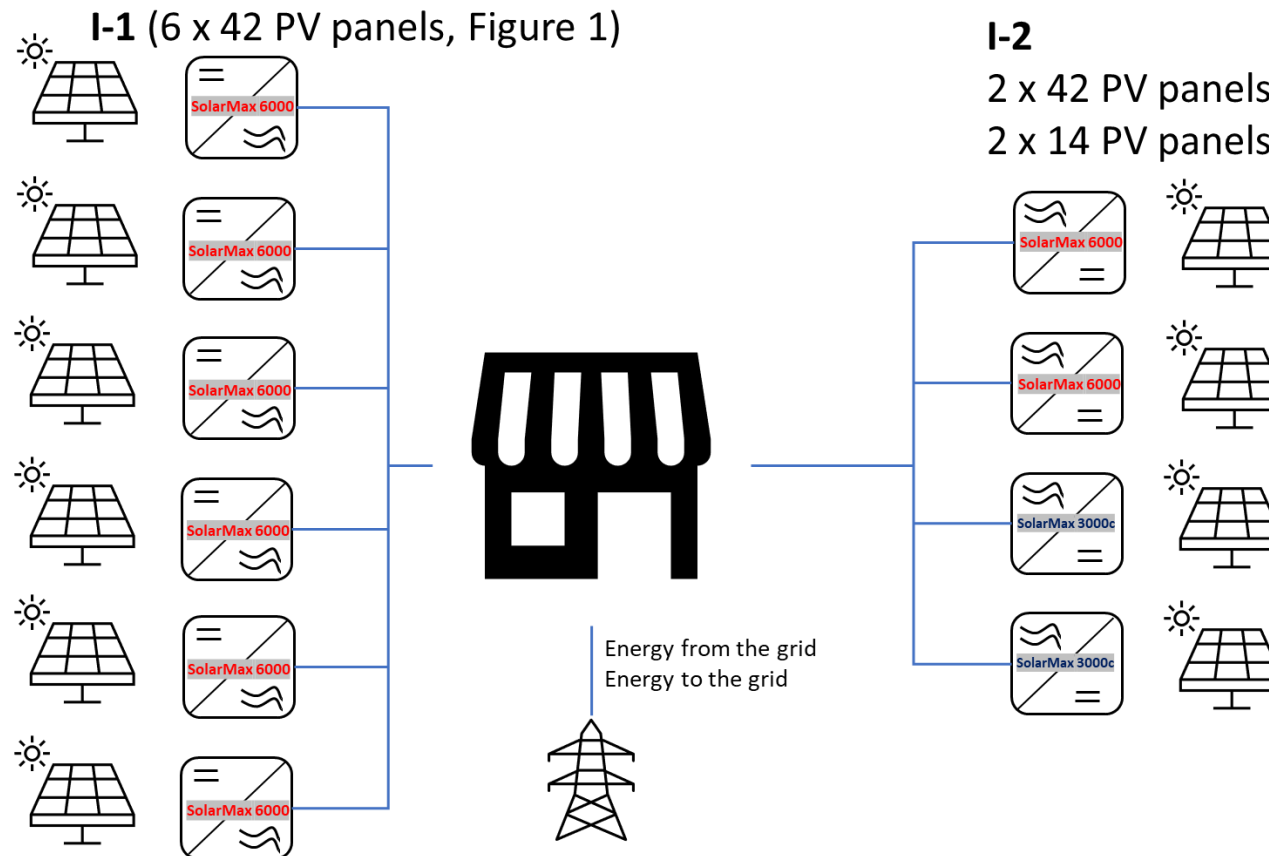 I-1 (6 x 42 PV panels, Figure 1)
SolarMax 6000
SolarMax 6000
SolarMax 6000
SolarMax 6000
SolarMax 6000
SolarMax 6000
I-2
2 x 42 PV panels
2 x 14 PV panels
SolarMax 6000
SolarMax 6000
SolarMax 3000c
SolarMax 3000c
Energy from the grid
Energy to the grid